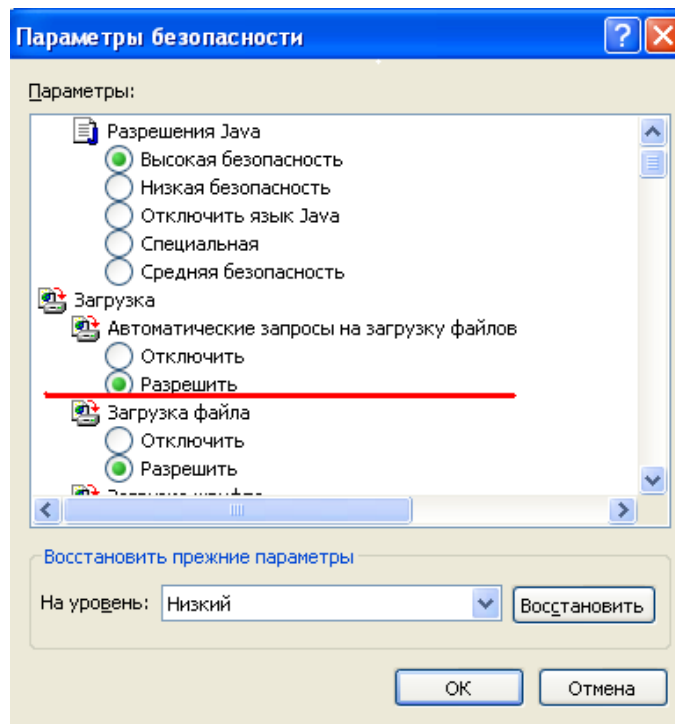 Параметры безопасности
Параметры:
Разрешения Java
Высокая безопасность
Низкая безопасность
Отключить язык Java
Специальная
Средняя безопасность
Загрузка
Автоматические запросы на загрузку файлов
Отключить
Разрешить
Загрузка файла
Отключить
Разрешить
Восстановить прежние параметры
На уровень: Низкий Восстановить
ОК Отмена